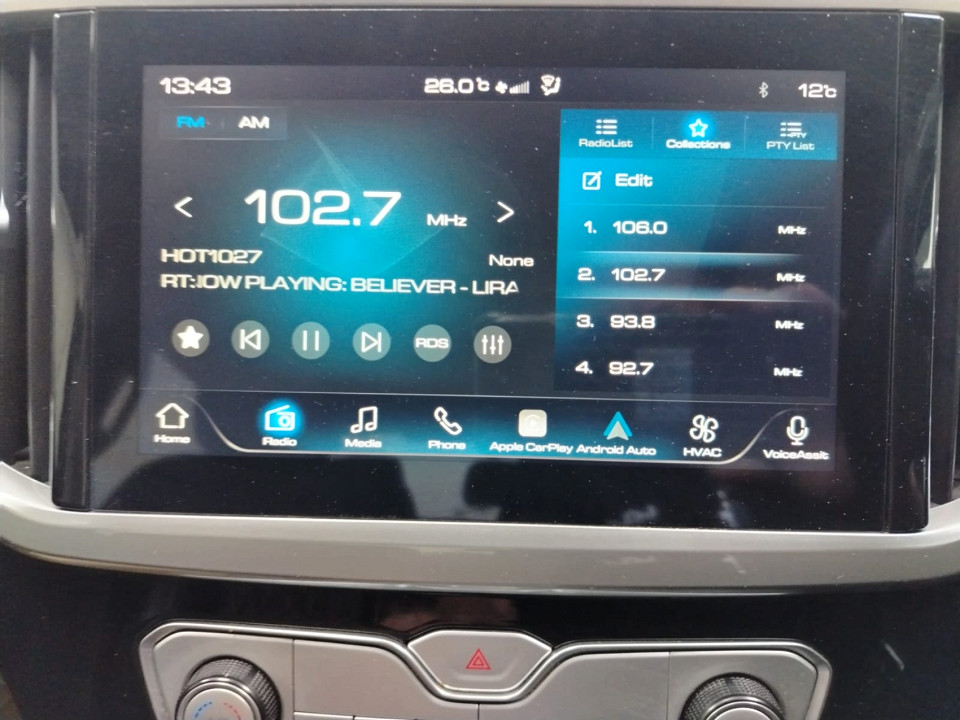 13:43
26.0℃
12℃
FM AM
RadioList
Collections
PTY List
Edit
102.7 MHz
HOT1027
None
RT:IOW PLAYING: BELIEVER - LIRA
RDS
1. 106.0 MHz
2. 102.7 MHz
3. 93.8 MHz
4. 92.7 MHz
Home
Radio
Media
Phone
Apple CarPlay
Android Auto
HVAC
VoiceAssit